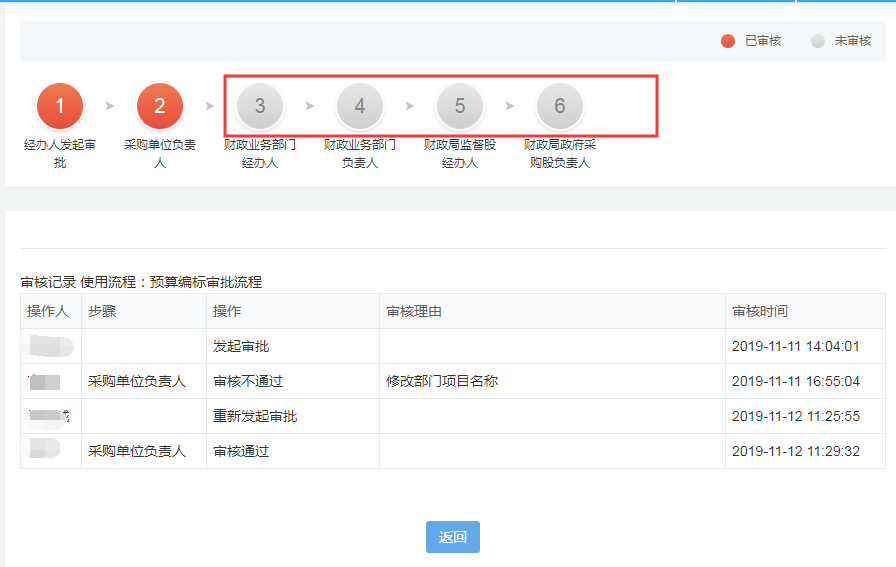 已审核 未审核
1 2 3 4 5 6
经办人发起审批
采购单位负责人
财政业务部门经办人
财政业务部门负责人
财政局监督股经办人
财政局政府采购股负责人
审核记录 使用流程：预算编标审批流程
操作人 步骤 操作 审核理由 审核时间
发起审批 2019-11-11 14:04:01
采购单位负责人 审核不通过 修改部门项目名称 2019-11-11 16:55:04
重新发起审批 2019-11-12 11:25:55
采购单位负责人 审核通过 2019-11-12 11:29:32
返回